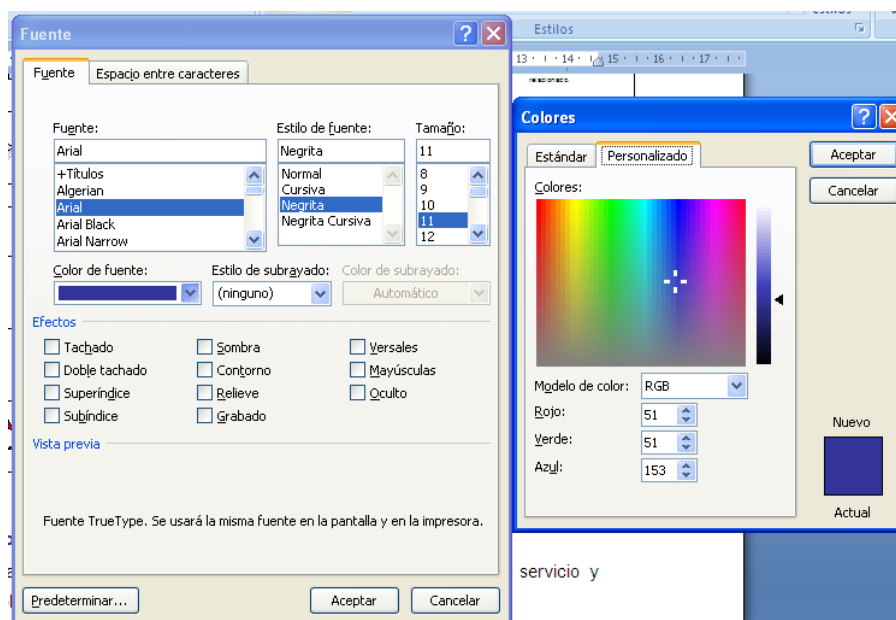 Estilos
13 · ı · 14 · ı · 15 · ı · 16 · ı · 17 · ı ·
relacionada.
Fuente
Fuente
Espacio entre caracteres
Fuente:
Estilo de fuente:
Tamaño:
Arial
Negrita
11
+Títulos
Normal
8
Algerian
Cursiva
9
Arial
Negrita
10
Arial Black
Negrita Cursiva
11
Arial Narrow
12
Color de fuente:
Estilo de subrayado:
Color de subrayado:
(ninguno)
Automático
Efectos
Tachado
Sombra
Versales
Doble tachado
Contorno
Mayúsculas
Superíndice
Relieve
Oculto
Subíndice
Grabado
Vista previa
Fuente TrueType. Se usará la misma fuente en la pantalla y en la impresora.
Predeterminar...
Aceptar
Cancelar
Colores
Estándar
Personalizado
Aceptar
Cancelar
Colores:
Modelo de color:
RGB
Rojo:
51
Verde:
51
Azul:
153
Nuevo
Actual
servicio y